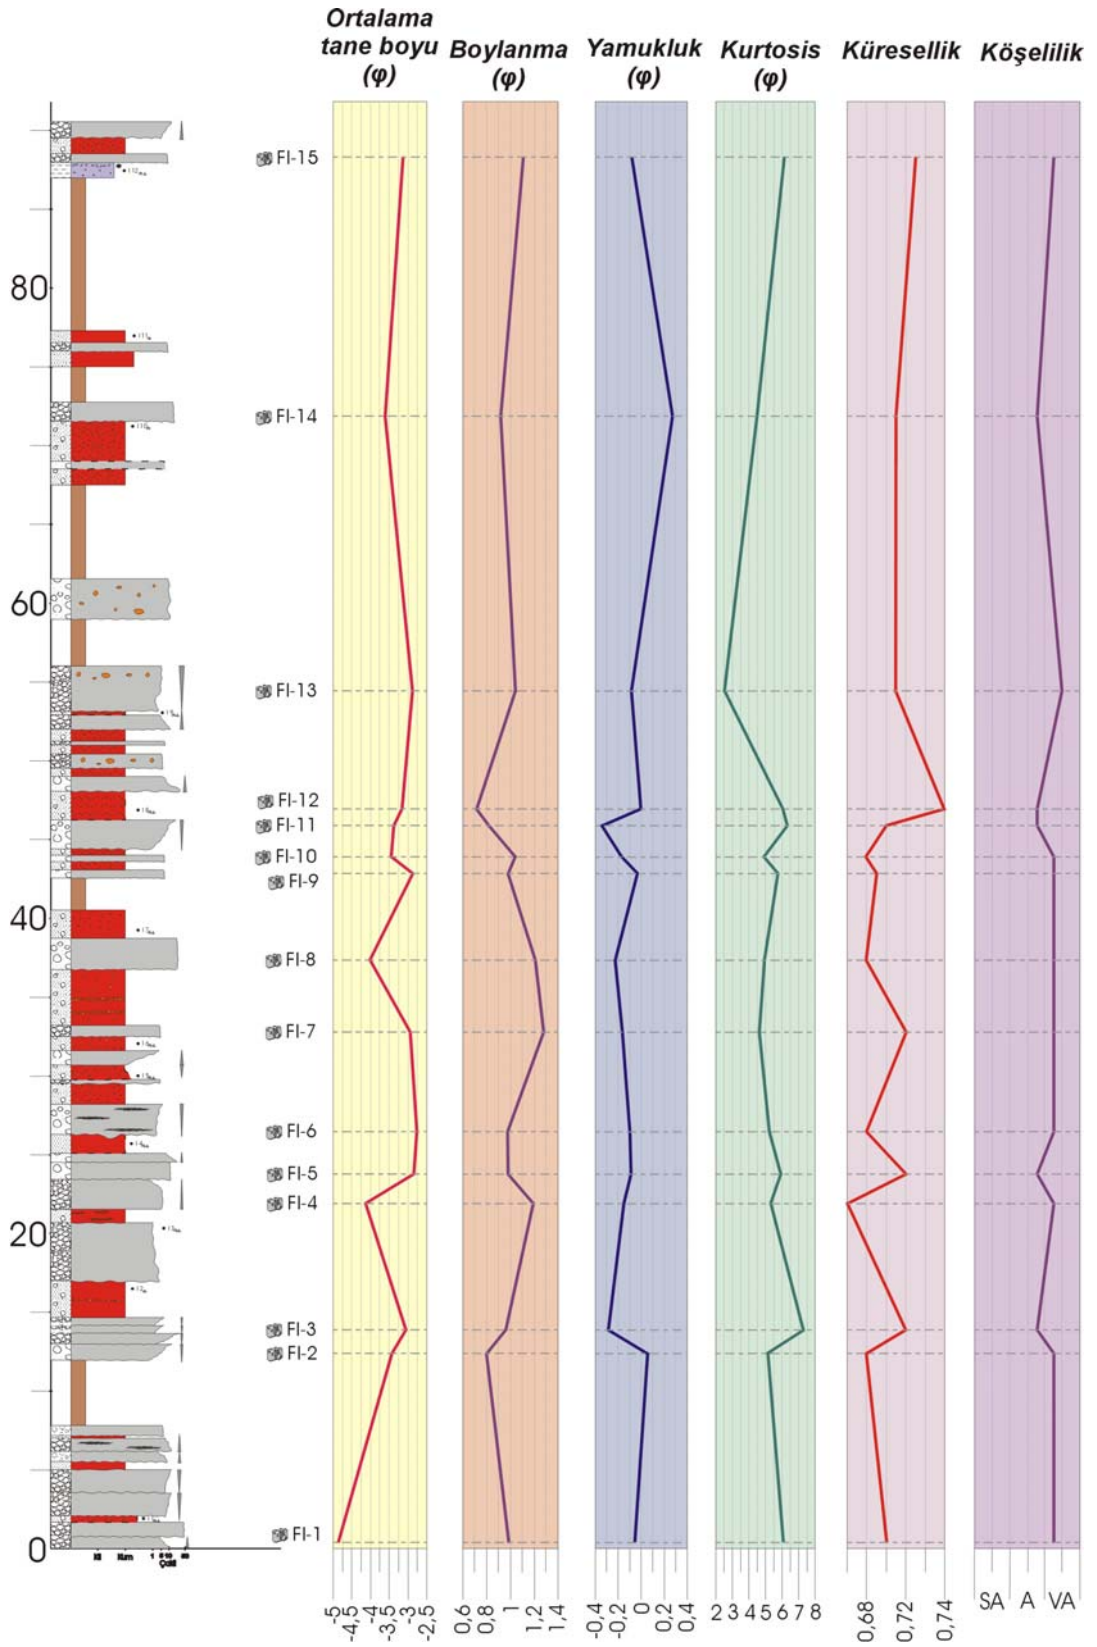 Ortalama
tane boyu Boylanma Yamukluk Kurtosis Küresellik Köşelilik
(φ) (φ) (φ) (φ)
FI-15
80
FI-14
60
FI-13
FI-12
FI-11
FI-10
FI-9
40
FI-8
FI-7
FI-6
FI-5
FI-4
20
FI-3
FI-2
FI-1
0
Kum
Çakıl
-5 -4,5 -4 -3,5 -3 -2,5
0,6 0,8 1 1,2 1,4
-0,4 -0,2 0 0,2 0,4
2 3 4 5 6 7 8
0,68 0,72 0,74
SA A VA